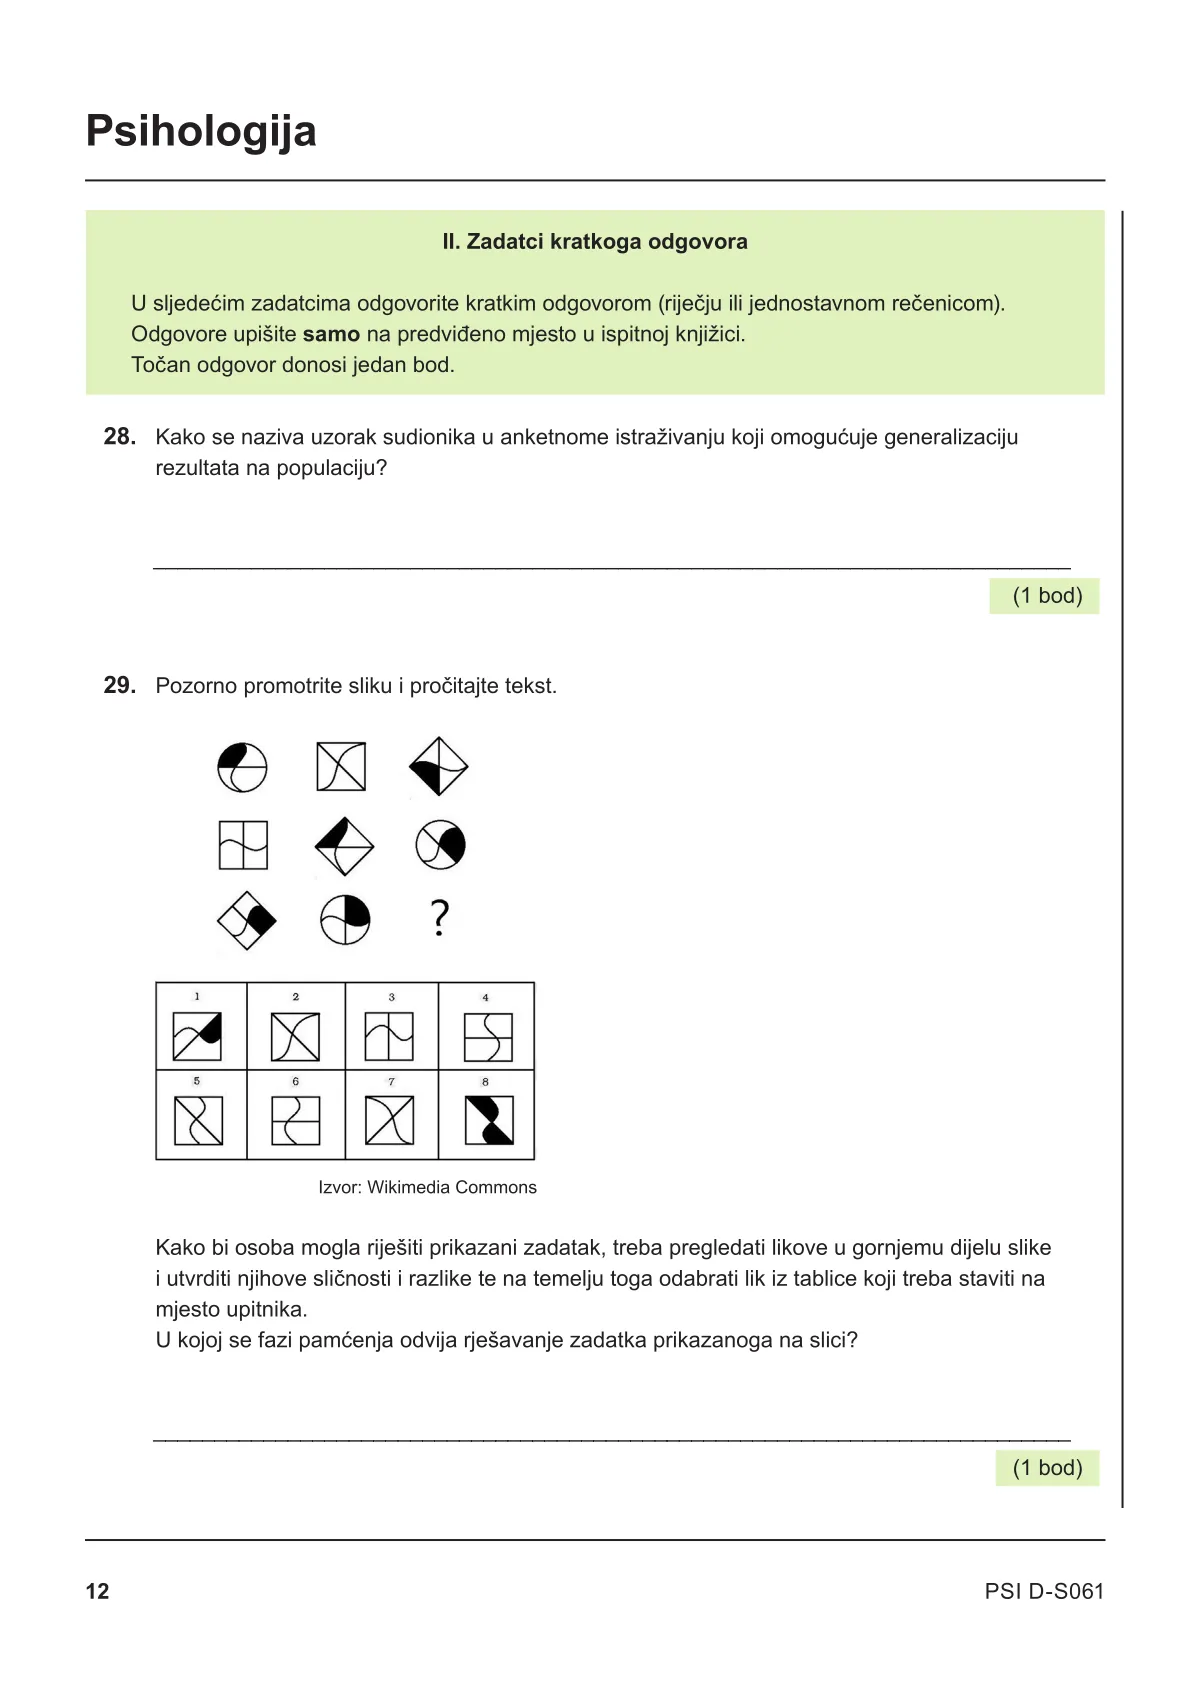 Psihologija
II. Zadatci kratkoga odgovora
U sljedećim zadatcima odgovorite kratkim odgovorom (riječju ili jednostavnom rečenicom).
Odgovore upišite samo na predviđeno mjesto u ispitnoj knjižici.
Točan odgovor donosi jedan bod.
28. Kako se naziva uzorak sudionika u anketnome istraživanju koji omogućuje generalizaciju
rezultata na populaciju?
(1 bod)
29. Pozorno promotrite sliku i pročitajte tekst.
?
1 2 3 4
5 6 7 8
Izvor: Wikimedia Commons
Kako bi osoba mogla riješiti prikazani zadatak, treba pregledati likove u gornjemu dijelu slike
i utvrditi njihove sličnosti i razlike te na temelju toga odabrati lik iz tablice koji treba staviti na
mjesto upitnika.
U kojoj se fazi pamćenja odvija rješavanje zadatka prikazanoga na slici?
(1 bod)
12 PSI D-S061